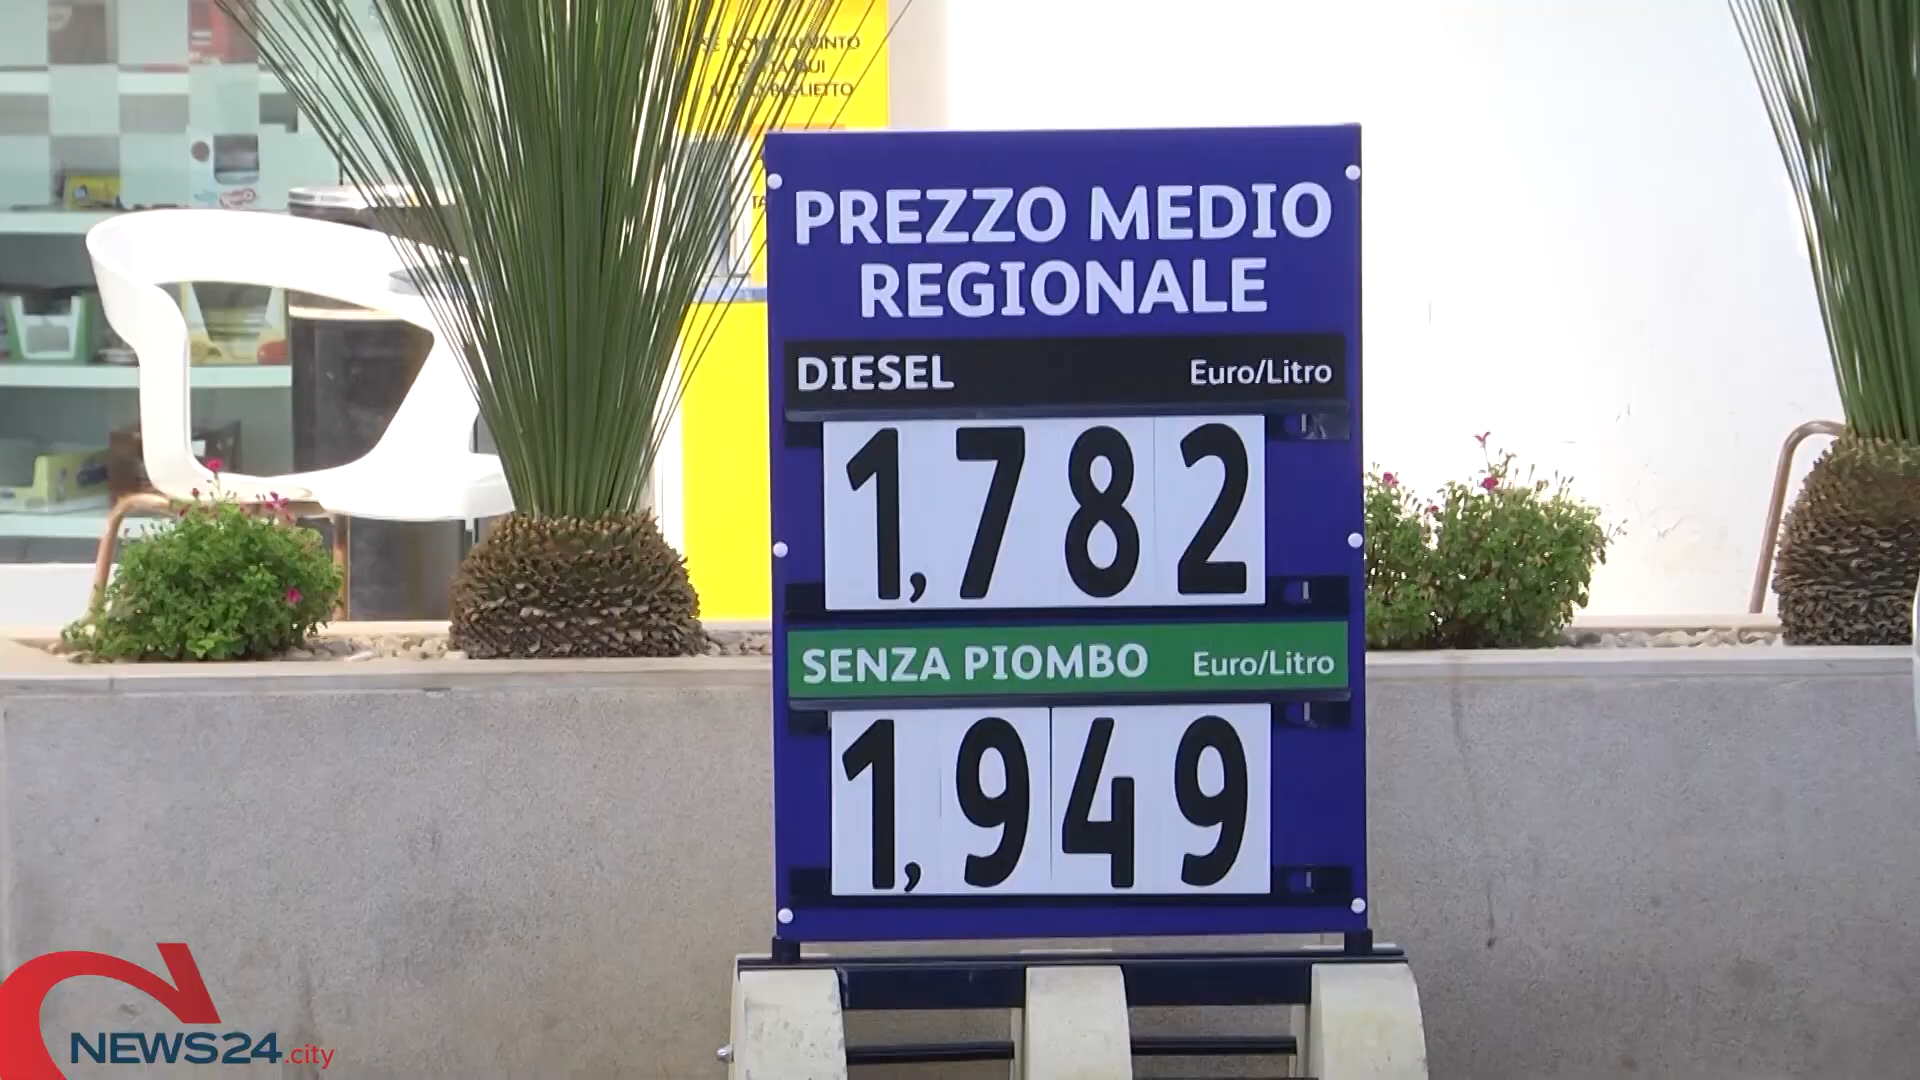 PREZZO MEDIO
REGIONALE
DIESEL Euro/Litro
1,782
SENZA PIOMBO Euro/Litro
1,949
NEWS24.city